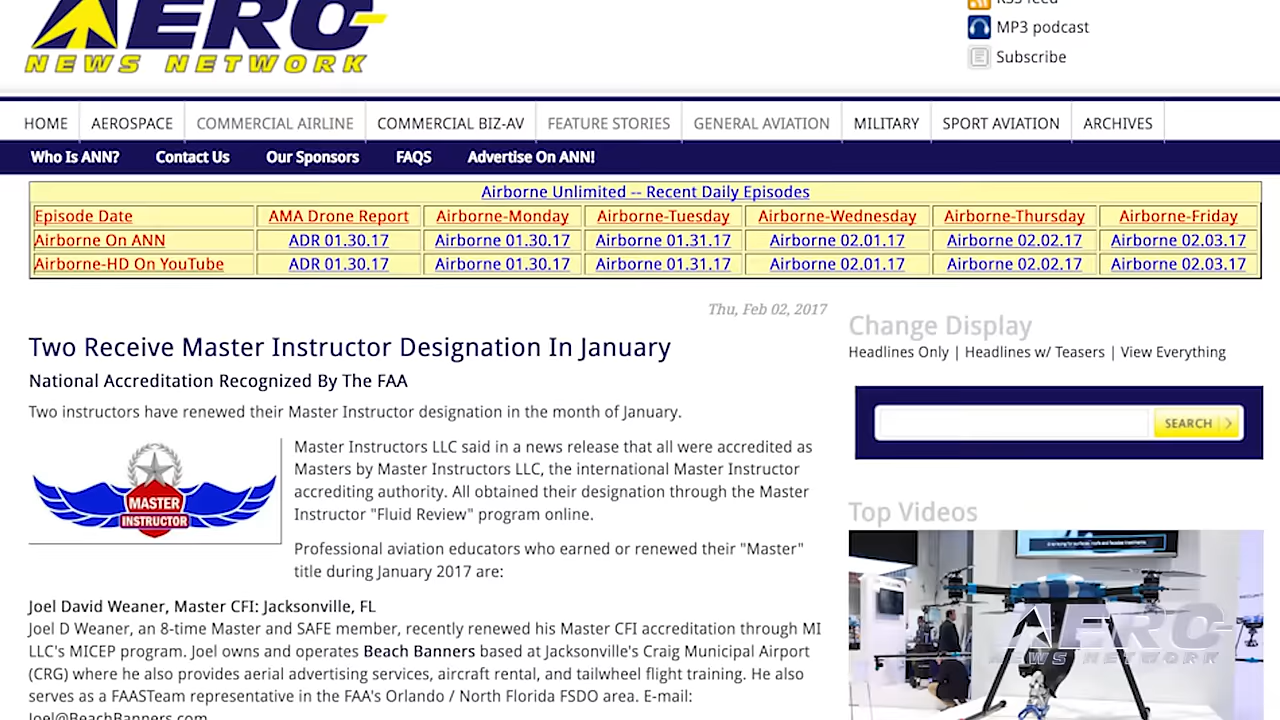 AERO
NEWS NETWORK
RSS feed
MP3 podcast
Subscribe
HOME AEROSPACE COMMERCIAL AIRLINE COMMERCIAL BIZ-AV FEATURE STORIES GENERAL AVIATION MILITARY SPORT AVIATION ARCHIVES
Who Is ANN? Contact Us Our Sponsors FAQS Advertise On ANN!
Airborne Unlimited -- Recent Daily Episodes
Episode Date AMA Drone Report Airborne-Monday Airborne-Tuesday Airborne-Wednesday Airborne-Thursday Airborne-Friday
Airborne On ANN ADR 01.30.17 Airborne 01.30.17 Airborne 01.31.17 Airborne 02.01.17 Airborne 02.02.17 Airborne 02.03.17
Airborne-HD On YouTube ADR 01.30.17 Airborne 01.30.17 Airborne 01.31.17 Airborne 02.01.17 Airborne 02.02.17 Airborne 02.03.17
Thu, Feb 02, 2017
Two Receive Master Instructor Designation In January
National Accreditation Recognized By The FAA
Two instructors have renewed their Master Instructor designation in the month of January.
MASTER
INSTRUCTOR
Master Instructors LLC said in a news release that all were accredited as
Masters by Master Instructors LLC, the international Master Instructor
accrediting authority. All obtained their designation through the Master
Instructor "Fluid Review" program online.
Professional aviation educators who earned or renewed their "Master"
title during January 2017 are:
Joel David Weaner, Master CFI: Jacksonville, FL
Joel D Weaner, an 8-time Master and SAFE member, recently renewed his Master CFI accreditation through MI
LLC's MICEP program. Joel owns and operates Beach Banners based at Jacksonville's Craig Municipal Airport
(CRG) where he also provides aerial advertising services, aircraft rental, and tailwheel flight training. He also
serves as a FAASTeam representative in the FAA's Orlando / North Florida FSDO area. E-mail:
Joel@BeachBanners.com
Change Display
Headlines Only | Headlines w/ Teasers | View Everything
SEARCH
Top Videos
AERO
NEWS NETWORK